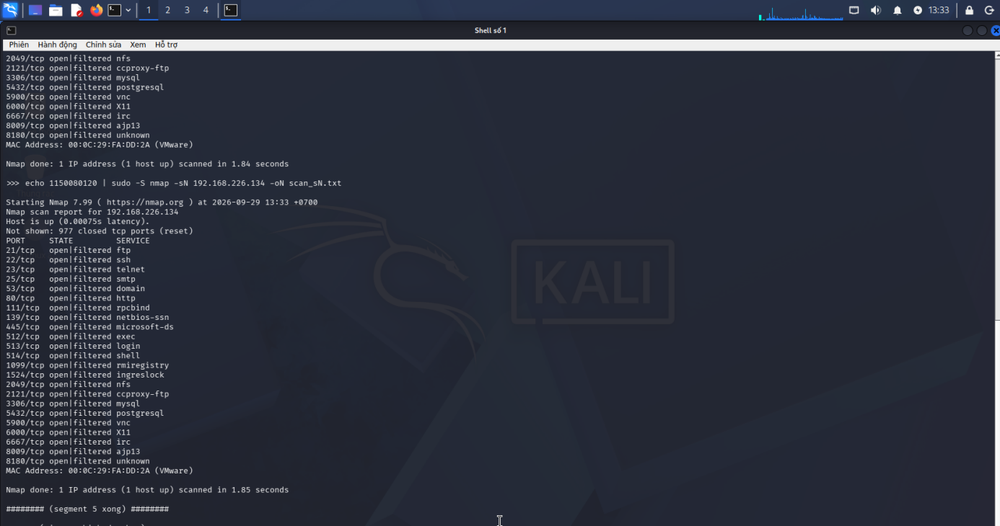 1 2 3 4 13:33
Shell số 1
Phiên Hành động Chỉnh sửa Xem Hỗ trợ
2049/tcp open|filtered nfs
2121/tcp open|filtered ccproxy-ftp
3306/tcp open|filtered mysql
5432/tcp open|filtered postgresql
5900/tcp open|filtered vnc
6000/tcp open|filtered X11
6667/tcp open|filtered irc
8009/tcp open|filtered ajp13
8180/tcp open|filtered unknown
MAC Address: 00:0C:29:FA:DD:2A (VMware)
Nmap done: 1 IP address (1 host up) scanned in 1.84 seconds
>>> echo 1150080120 | sudo -S nmap -sN 192.168.226.134 -oN scan_sN.txt
Starting Nmap 7.99 ( https://nmap.org ) at 2026-09-29 13:33 +0700
Nmap scan report for 192.168.226.134
Host is up (0.00075s latency).
Not shown: 977 closed tcp ports (reset)
PORT STATE SERVICE
21/tcp open|filtered ftp
22/tcp open|filtered ssh
23/tcp open|filtered telnet
25/tcp open|filtered smtp
53/tcp open|filtered domain
80/tcp open|filtered http
111/tcp open|filtered rpcbind
139/tcp open|filtered netbios-ssn
445/tcp open|filtered microsoft-ds
512/tcp open|filtered exec
513/tcp open|filtered login
514/tcp open|filtered shell
1099/tcp open|filtered rmiregistry
1524/tcp open|filtered ingreslock
2049/tcp open|filtered nfs
2121/tcp open|filtered ccproxy-ftp
3306/tcp open|filtered mysql
5432/tcp open|filtered postgresql
5900/tcp open|filtered vnc
6000/tcp open|filtered X11
6667/tcp open|filtered irc
8009/tcp open|filtered ajp13
8180/tcp open|filtered unknown
MAC Address: 00:0C:29:FA:DD:2A (VMware)
Nmap done: 1 IP address (1 host up) scanned in 1.85 seconds
######## (segment 5 xong) ########
KALI